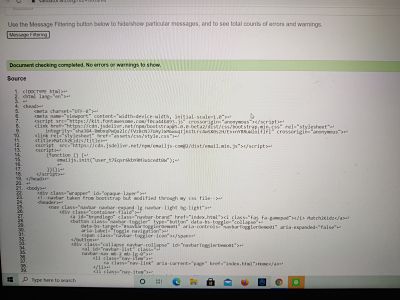 Use the Message Filtering button below to hide/show particular messages, and to see total counts of errors and warnings.
Message Filtering
Document checking completed. No errors or warnings to show.
Source
1. <!DOCTYPE html>↩
2. <html lang="en">↩
3. ↩
4. <head>↩
5. <meta charset="UTF-8">↩
6. <meta name="viewport" content="width=device-width, initial-scale=1.0">↩
7. <script src="https://kit.fontawesome.com/ crossorigin="anonymous"></script>↩
8. <link href="https://cdn.jsdelivr.net/npm/bootstrap@5.0.0-beta2/dist/css/bootstrap.min.css" rel="stylesheet"↩
9. crossorigin="anonymous">↩
10. <link rel="stylesheet" href="assets/css/style.css">↩
11. <title>Match2Kidz</title>↩
12. <script src="https://cdn.jsdelivr.net/npm/emailjs-com@2/dist/email.min.js"></script>↩
13. <script>↩
14. (function () {↩
15. emailjs.init(
16. ↩
17. })();↩
18. </script>↩
19. </head>↩
20. ↩
21. <body>↩
22. <div class="wrapper" id="opaque-layer">↩
23. <!--navbar taken from bootstrap but modified through my css file-->↩
24. <header>↩
25. <nav class="navbar navbar-expand-lg navbar-light bg-light">↩
26. <div class="container-fluid">↩
27. <a id="branding" class="navbar-brand" href="index.html"><i class="fas fa-gamepad"></i> Match2Kidz</a>↩
28. <button class="navbar-toggler" type="button" data-bs-toggle="collapse"↩
29. data-bs-target="#navbarTogglerDemo01" aria-controls="navbarTogglerDemo01" aria-expanded="false"↩
30. aria-label="Toggle navigation">↩
31. <span class="navbar-toggler-icon"></span>↩
32. </button>↩
33. <div class="collapse navbar-collapse" id="navbarTogglerDemo01">↩
34. <ul id="navbar-list" class="↩
35. navbar-nav mb-2 mb-lg-0">↩
36. <li class="nav-item">↩
37. <a class="nav-link" aria-current="page" href="index.html">Home</a>↩
38. </li>↩
39. <li class="nav-item">↩
Type here to search